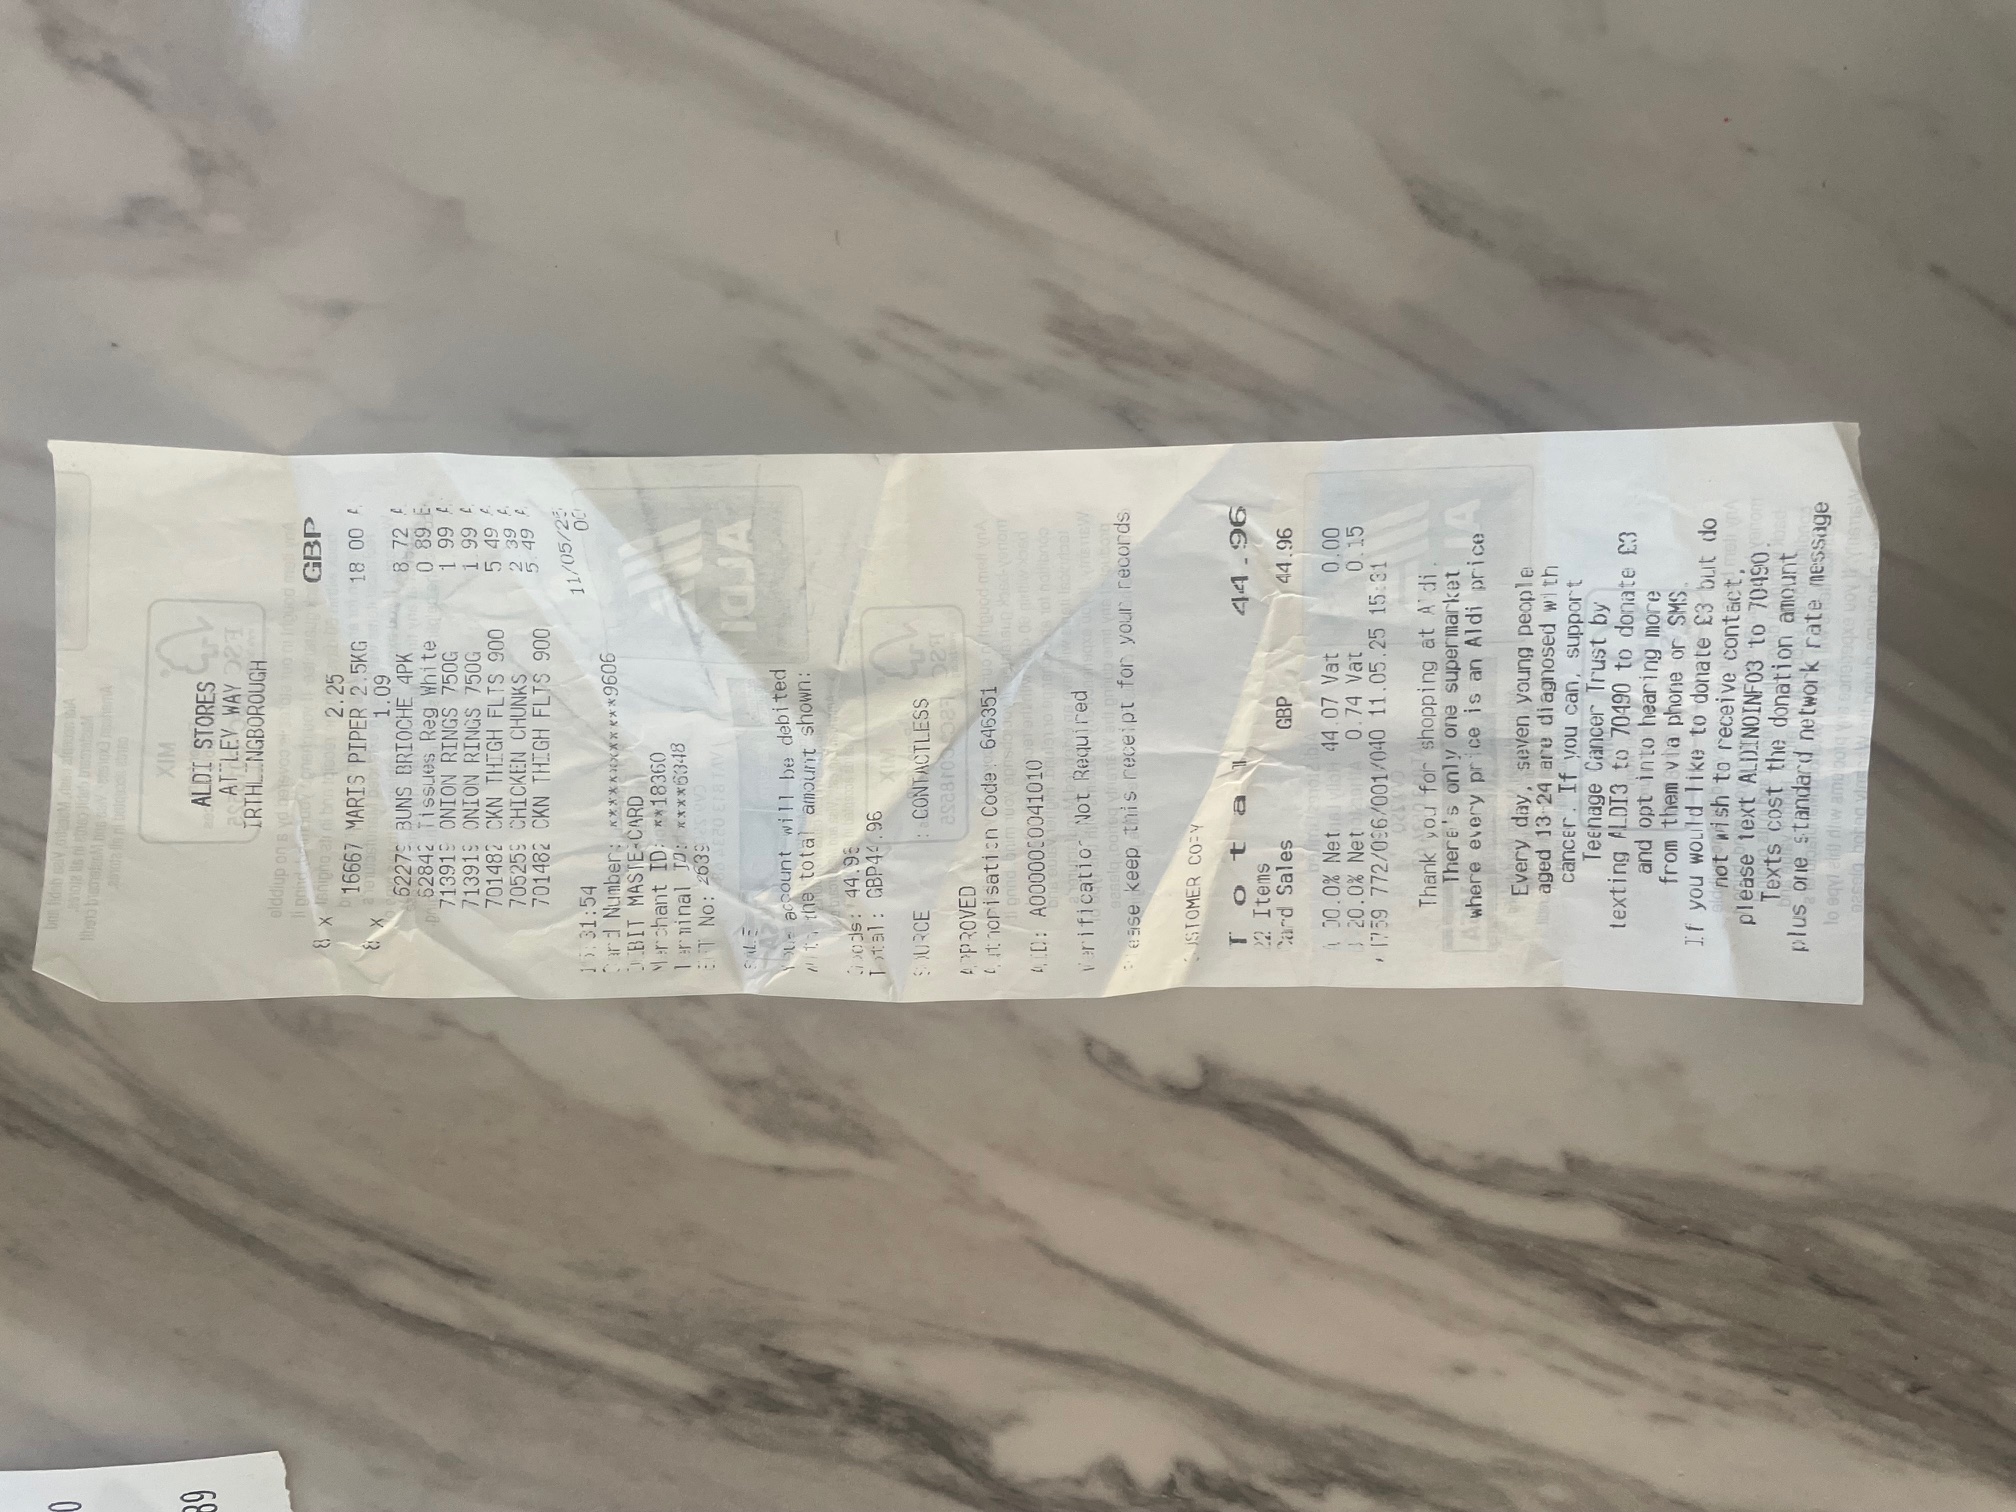 ALDI STORES
ATTLEY WAY
IRTHLINGBOROUGH
GBP
8 x 2.25
16667 MARIS PIPER 2.5KG 18 00 A
8 x 1.09
BUNS BRIOCHE 4PK 8 72 A
62842 Tissues Reg White 0 89 B
713919 ONION RINGS 750G 1 99 A
713919 ONION RINGS 750G 1 99 A
701482 CKN THIGH FLTS 900 5 49 A
705259 CHICKEN CHUNKS 2 39 A
701482 CKN THIGH FLTS 900 5 49 A
11/05/25
15:31:54 00
Card Number: ************9606
DEBIT MASTERCARD
Merchant ID: **18360
Terminal ID: ****6348
EFT No: 2639
SALE
Your account will be debited
with the total amount shown:
Goods: 44.96
Total: GBP44.96
SOURCE : CONTACTLESS
APPROVED
Authorisation Code: 646351
AID: A0000000041010
Verification Not Required
Please keep this receipt for your records
CUSTOMER COPY
Total 44.96
22 Items
Card Sales GBP 44.96
A 00.0% Net 44.07 Vat 0.00
B 20.0% Net 0.74 Vat 0.15
772/096/001/040 11.05.25 15:31
Thank you for shopping at Aldi.
There's only one supermarket
where every price is an Aldi price
Every day, seven young people
aged 13-24 are diagnosed with
cancer. If you can, support
Teenage Cancer Trust by
texting ALDI3 to 70490 to donate £3
and opt into hearing more
from them via phone or SMS.
If you would like to donate £3 but do
not wish to receive contact,
please text ALDINOINFO3 to 70490.
Texts cost the donation amount
plus one standard network rate message